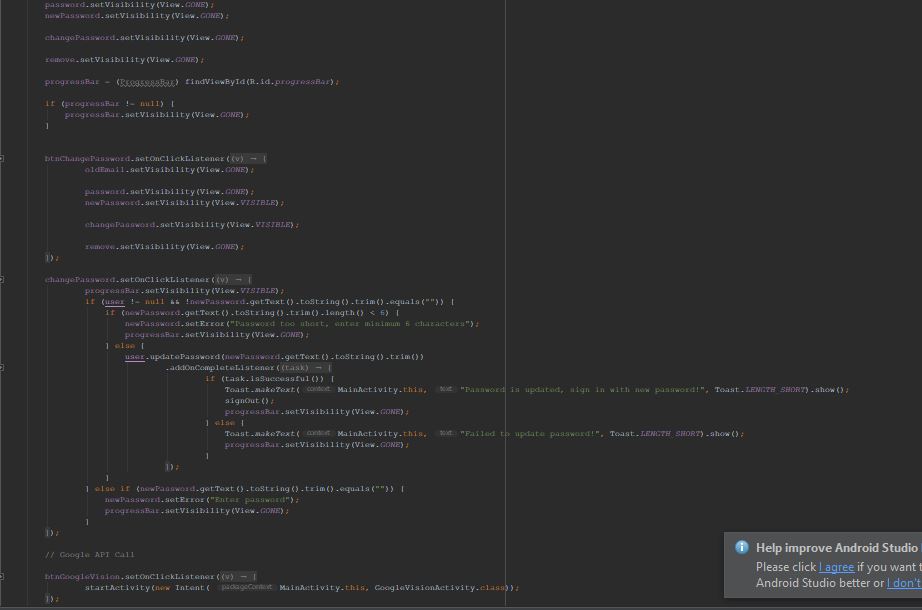 password.setVisibility(View.GONE);
newPassword.setVisibility(View.GONE);
changePassword.setVisibility(View.GONE);
remove.setVisibility(View.GONE);
progressBar = (ProgressBar) findViewById(R.id.progressBar);
if (progressBar != null) {
progressBar.setVisibility(View.GONE);
}
btnChangePassword.setOnClickListener((v) → {
oldEmail.setVisibility(View.GONE);
password.setVisibility(View.GONE);
newPassword.setVisibility(View.VISIBLE);
changePassword.setVisibility(View.VISIBLE);
remove.setVisibility(View.GONE);
});
changePassword.setOnClickListener((v) → {
progressBar.setVisibility(View.VISIBLE);
if (user != null && !newPassword.getText().toString().trim().equals("")) {
if (newPassword.getText().toString().trim().length() < 6) {
newPassword.setError("Password too short, enter minimum 6 characters");
progressBar.setVisibility(View.GONE);
} else {
user.updatePassword(newPassword.getText().toString().trim())
.addOnCompleteListener((task) → {
if (task.isSuccessful()) {
Toast.makeText( context MainActivity.this, text "Password is updated, sign in with new password!", Toast.LENGTH_SHORT).show();
signOut();
progressBar.setVisibility(View.GONE);
} else {
Toast.makeText( context MainActivity.this, text "Failed to update password!", Toast.LENGTH_SHORT).show();
progressBar.setVisibility(View.GONE);
}
});
}
} else if (newPassword.getText().toString().trim().equals("")) {
newPassword.setError("Enter password");
progressBar.setVisibility(View.GONE);
}
});
// Google API Call
btnGoogleVision.setOnClickListener((v) → {
startActivity(new Intent( packageContext MainActivity.this, GoogleVisionActivity.class));
});
Help improve Android Studio
Please click I agree if you want t
Android Studio better or I don't